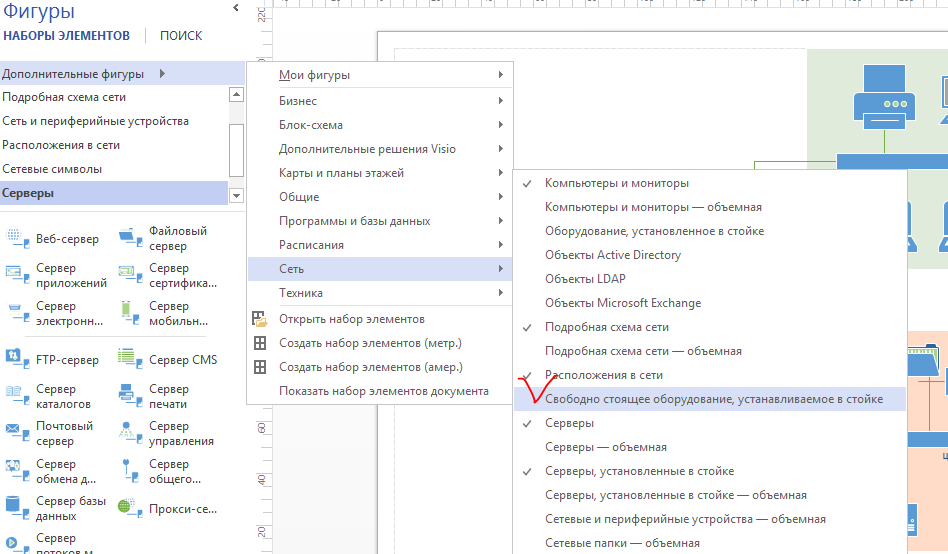 Фигуры
НАБОРЫ ЭЛЕМЕНТОВ
ПОИСК
Дополнительные фигуры
Подробная схема сети
Сеть и периферийные устройства
Расположения в сети
Сетевые символы
Серверы
Веб-сервер
Файловый
сервер
Сервер
приложений
Сервер
сертифика...
Сервер
электронн...
Сервер
мобильн...
FTP-сервер
Сервер CMS
Сервер
каталогов
Сервер
печати
Почтовый
сервер
Сервер
управления
Сервер
обмена д...
Сервер
общего...
Сервер базы
данных
Прокси-се...
Сервер
Мои фигуры
Бизнес
Блок-схема
Дополнительные решения Visio
Карты и планы этажей
Общие
Программы и базы данных
Расписания
Сеть
Техника
Открыть набор элементов
Создать набор элементов (метр.)
Создать набор элементов (амер.)
Показать набор элементов документа
Компьютеры и мониторы
Компьютеры и мониторы — объемная
Оборудование, установленное в стойке
Объекты Active Directory
Объекты LDAP
Объекты Microsoft Exchange
Подробная схема сети
Подробная схема сети — объемная
Расположения в сети
Свободно стоящее оборудование, устанавливаемое в стойке
Серверы
Серверы — объемная
Серверы, установленные в стойке
Серверы, установленные в стойке — объемная
Сетевые и периферийные устройства — объемная
Сетевые папки — объемная
220
60
40
20